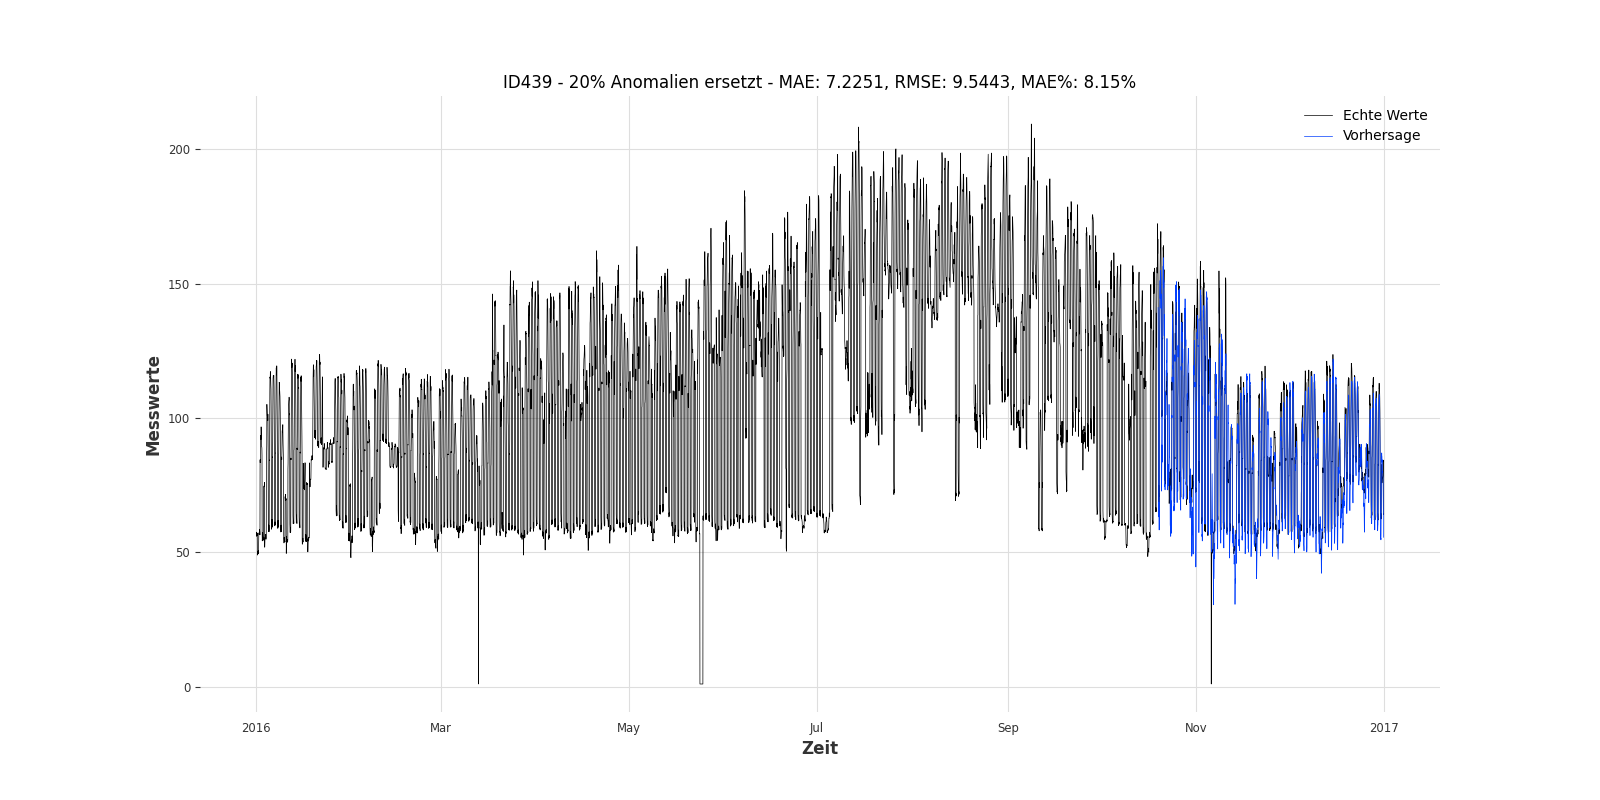 ID439 - 20% Anomalien ersetzt - MAE: 7.2251, RMSE: 9.5443, MAE%: 8.15%
Echte Werte
Vorhersage
200
150
100
50
0
Messwerte
2016
Mar
May
Jul
Sep
Nov
2017
Zeit